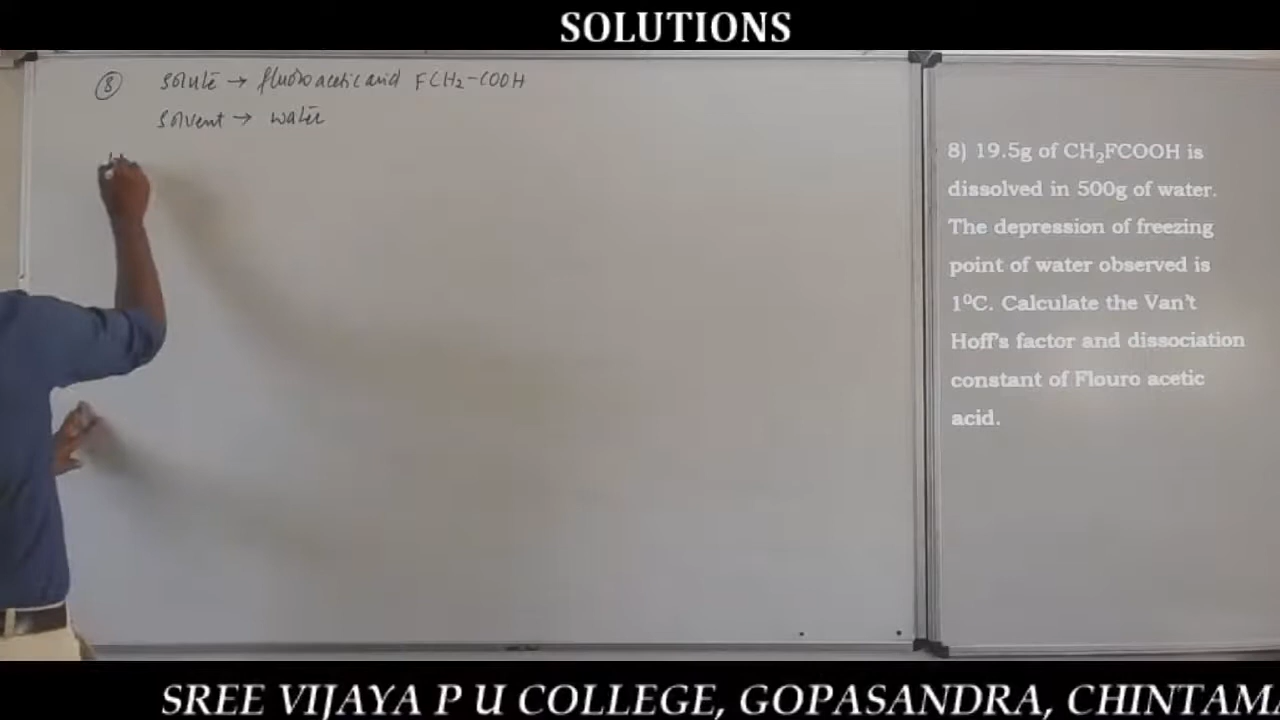 SOLUTIONS
8 Solute → fluoro acetic acid FCH₂-COOH
Solvent → water
8) 19.5g of CH₂FCOOH is
dissolved in 500g of water.
The depression of freezing
point of water observed is
1⁰C. Calculate the Van't
Hoff's factor and dissociation
constant of Flouro acetic
acid.
SREE VIJAYA P U COLLEGE, GOPASANDRA, CHINTAMA